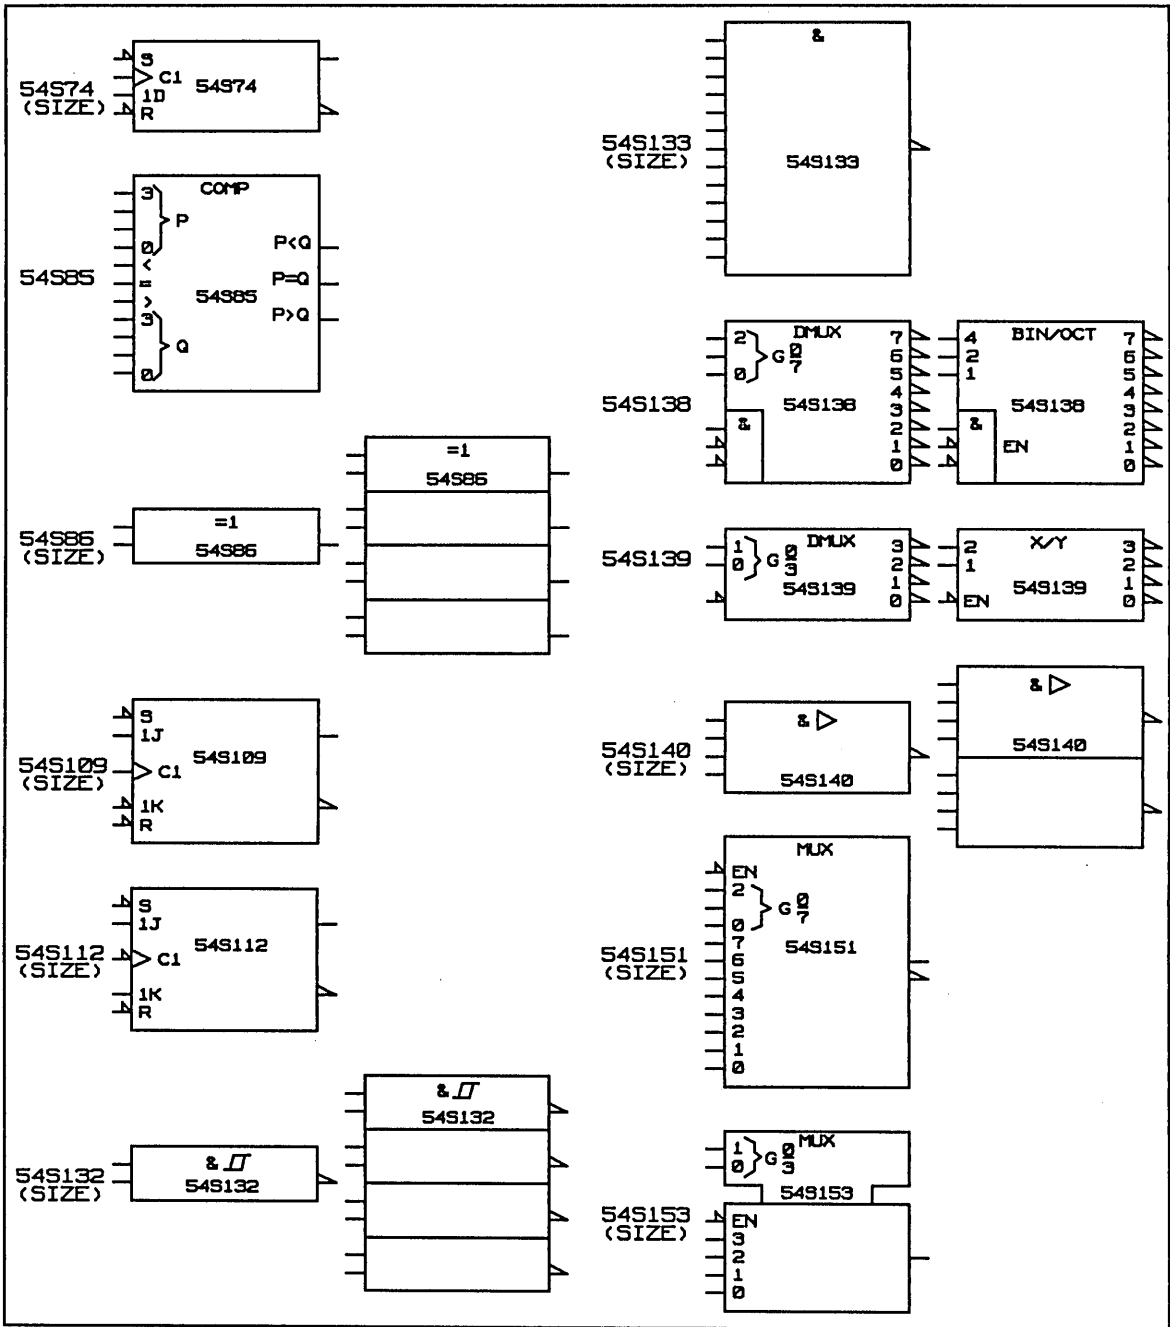 54S74
(SIZE)
S
C1
1D
R
54S74
54S85
COMP
3
P
0
<
=
>
3
Q
0
54S85
P<Q
P=Q
P>Q
54S86
(SIZE)
=1
54S86
=1
54S86
54S109
(SIZE)
S
1J
C1
1K
R
54S109
54S112
(SIZE)
S
1J
C1
1K
R
54S112
54S132
(SIZE)
&
54S132
&
54S132
54S133
(SIZE)
&
54S133
54S138
DMUX
2
0
G 0/7
54S138
&
7
6
5
4
3
2
1
0
BIN/OCT
4
2
1
54S138
&
EN
7
6
5
4
3
2
1
0
54S139
DMUX
1
0
G 0/3
54S139
3
2
1
0
X/Y
2
1
EN
54S139
3
2
1
0
54S140
(SIZE)
&
54S140
&
54S140
54S151
(SIZE)
MUX
EN
2
0
G 0/7
54S151
7
6
5
4
3
2
1
0
54S153
(SIZE)
MUX
1
0
G 0/3
54S153
EN
3
2
1
0